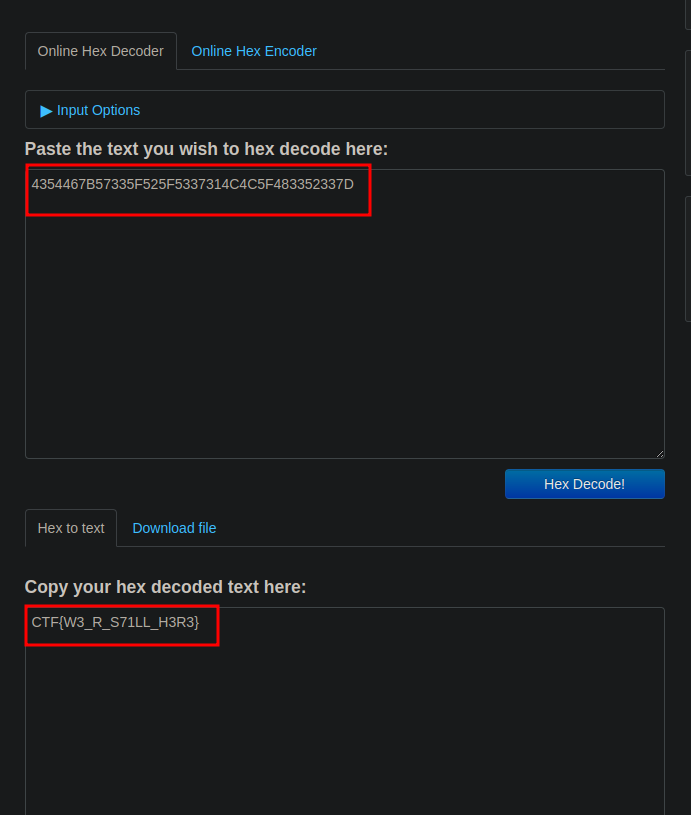 Online Hex Decoder Online Hex Encoder
▶ Input Options
Paste the text you wish to hex decode here:
4354467B57335F525F5337314C4C5F483352337D
Hex Decode!
Hex to text Download file
Copy your hex decoded text here:
CTF{W3_R_S71LL_H3R3}